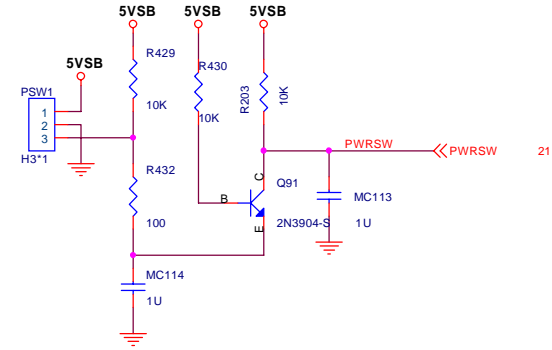 5VSB
5VSB
5VSB
R429
10K
R430
10K
R203
10K
5VSB
PSW1
1
2
3
H3*1
R432
100
PWRSW
PWRSW
21
B
C
E
Q91
2N3904-S
MC113
1U
MC114
1U